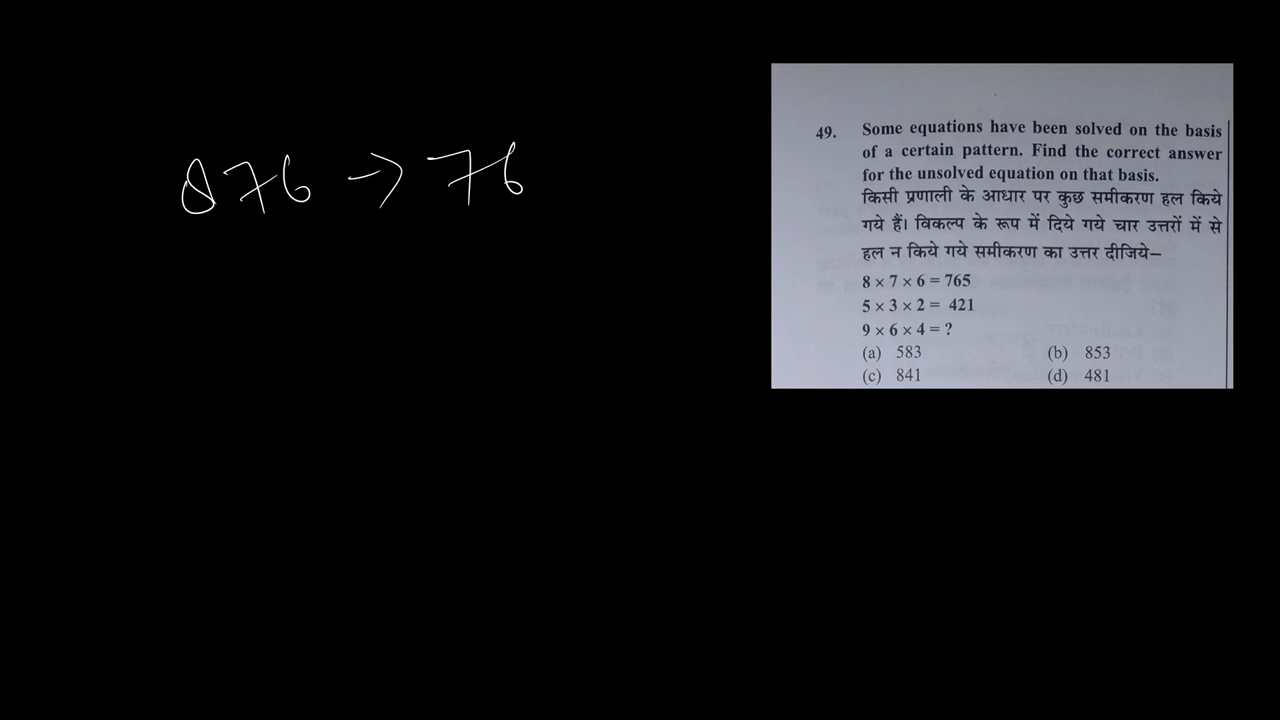 876 → 76
49. Some equations have been solved on the basis
of a certain pattern. Find the correct answer
for the unsolved equation on that basis.
किसी प्रणाली के आधार पर कुछ समीकरण हल किये
गये हैं। विकल्प के रूप में दिये गये चार उत्तरों में से
हल न किये गये समीकरण का उत्तर दीजिये–
8 × 7 × 6 = 765
5 × 3 × 2 = 421
9 × 6 × 4 = ?
(a) 583 (b) 853
(c) 841 (d) 481